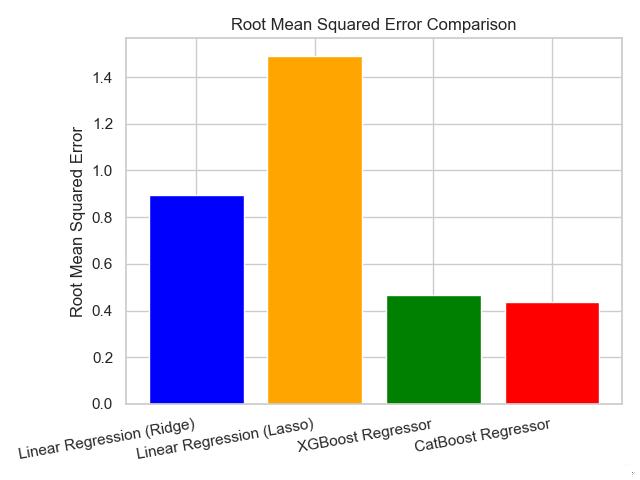 Root Mean Squared Error Comparison
Root Mean Squared Error
1.4
1.2
1.0
0.8
0.6
0.4
0.2
0.0
Linear Regression (Ridge)
Linear Regression (Lasso)
XGBoost Regressor
CatBoost Regressor